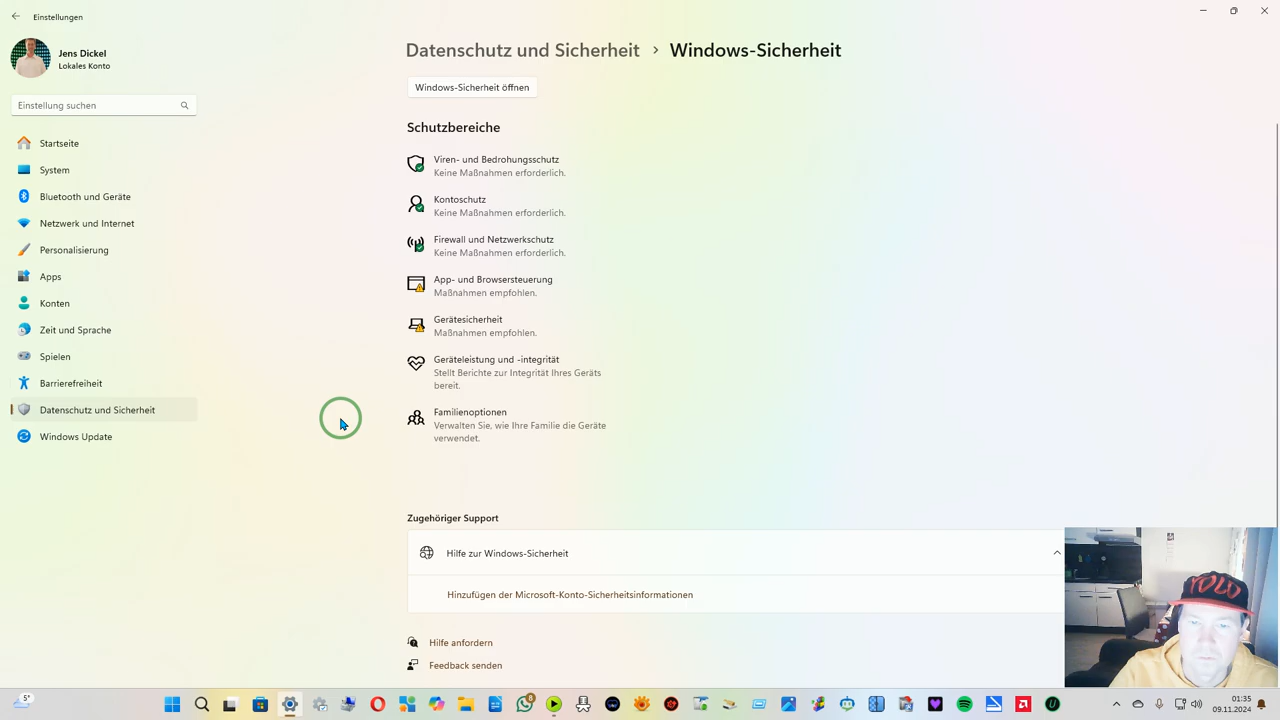 Einstellungen
Jens Dickel
Lokales Konto
Einstellung suchen
Startseite
System
Bluetooth und Geräte
Netzwerk und Internet
Personalisierung
Apps
Konten
Zeit und Sprache
Spielen
Barrierefreiheit
Datenschutz und Sicherheit
Windows Update
Datenschutz und Sicherheit > Windows-Sicherheit
Windows-Sicherheit öffnen
Schutzbereiche
Viren- und Bedrohungsschutz
Keine Maßnahmen erforderlich.
Kontoschutz
Keine Maßnahmen erforderlich.
Firewall und Netzwerkschutz
Keine Maßnahmen erforderlich.
App- und Browsersteuerung
Maßnahmen empfohlen.
Gerätesicherheit
Maßnahmen empfohlen.
Geräteleistung und -integrität
Stellt Berichte zur Integrität Ihres Geräts
bereit.
Familienoptionen
Verwalten Sie, wie Ihre Familie die Geräte
verwendet.
Zugehöriger Support
Hilfe zur Windows-Sicherheit
Hinzufügen der Microsoft-Konto-Sicherheitsinformationen
Hilfe anfordern
Feedback senden
YOLO
5°
8
01:35
09.11.2024